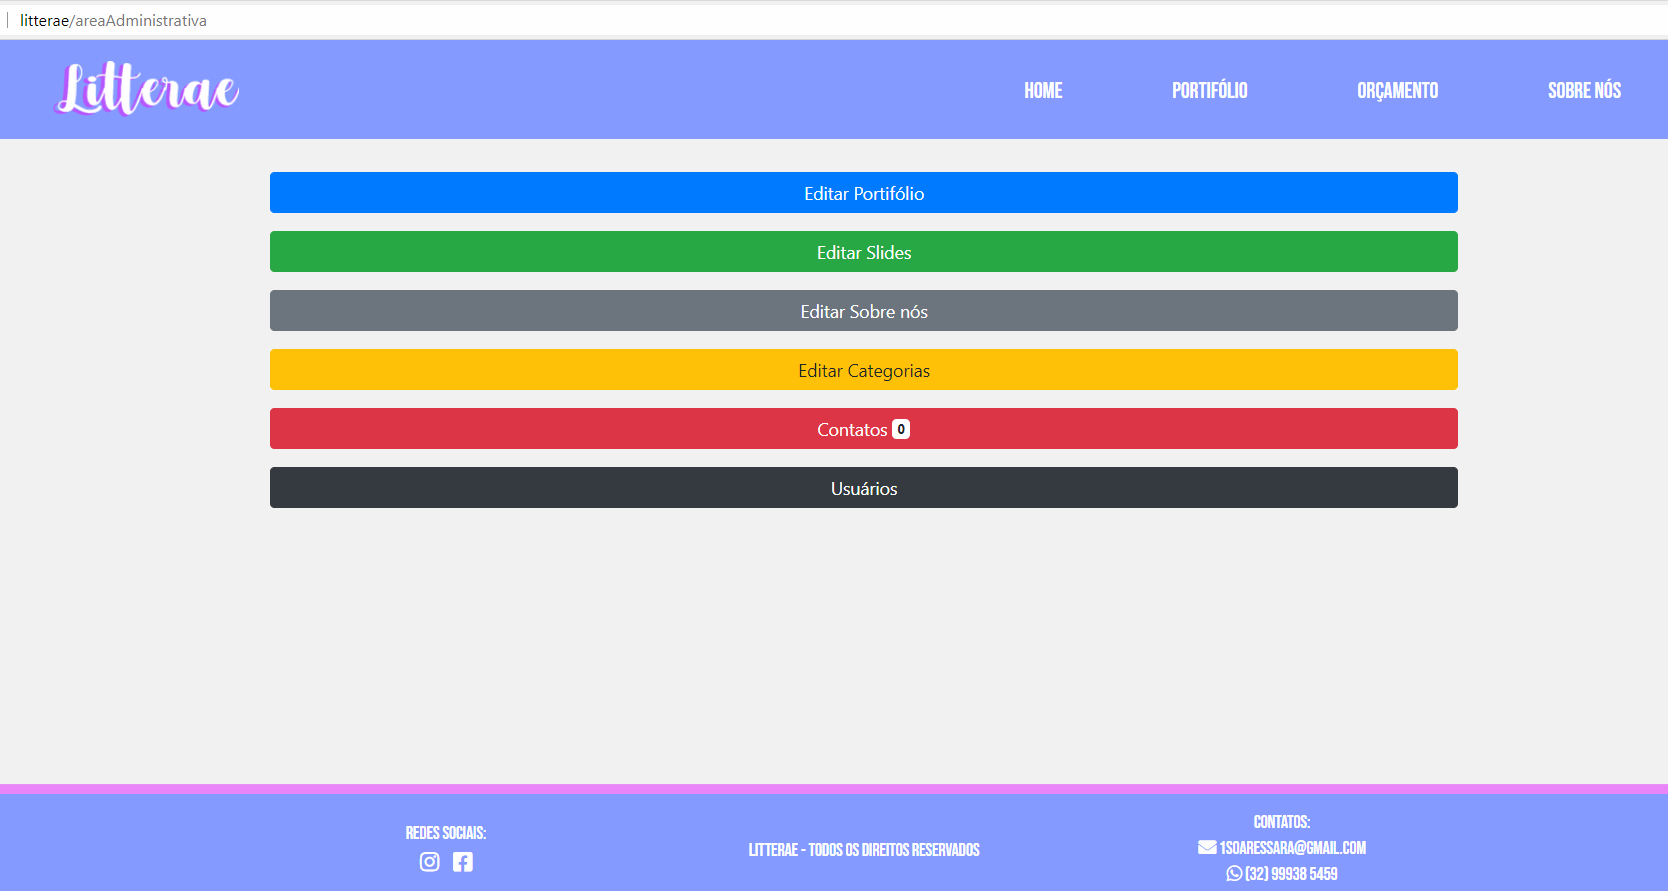 litterae/areaAdministrativa
Litterae
HOME PORTIFÓLIO ORÇAMENTO SOBRE NÓS
Editar Portifólio
Editar Slides
Editar Sobre nós
Editar Categorias
Contatos 0
Usuários
REDES SOCIAIS:
LITTERAE - TODOS OS DIREITOS RESERVADOS
CONTATOS:
1SOARESSARA@GMAIL.COM
(32) 99938 5459